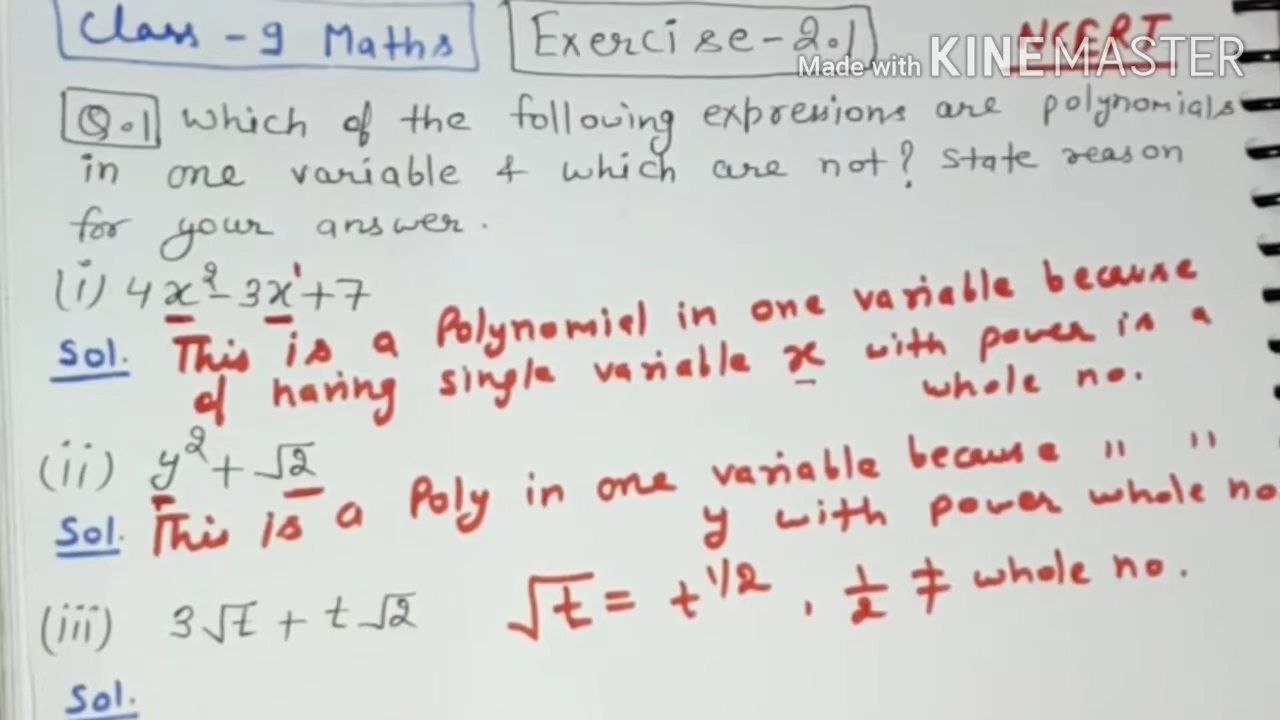 Class - 9 Maths Exercise - 2.1 NCERT
Made with KINEMASTER
Q.1 which of the following expressions are polynomials
in one variable & which are not? State reason
for your answer.
(i) 4x² - 3x¹ + 7
Sol. This is a Polynomial in one variable because
of having single variable x with power is a
whole no.
(ii) y² + √2
Sol. This is a Poly in one variable because " "
y with power whole no
(iii) 3√t + t√2 √t = t^1/2 , 1/2 ≠ whole no.
Sol.